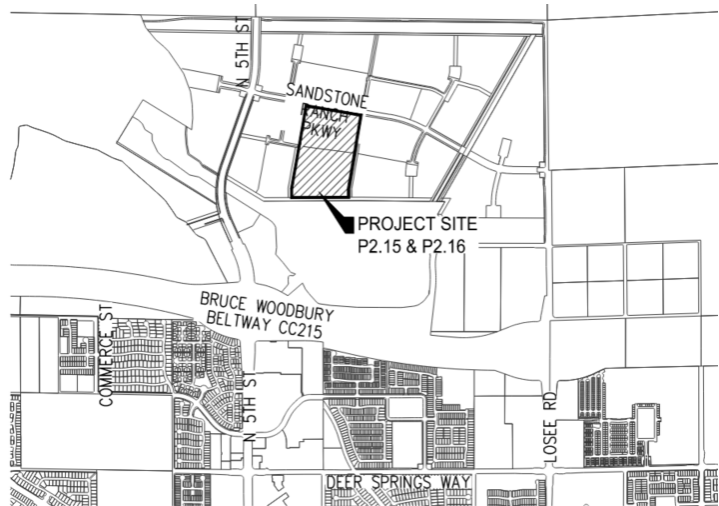 N 5TH ST
SANDSTONE
RANCH
PKWY
PROJECT SITE
P2.15 & P2.16
BRUCE WOODBURY
BELTWAY CC215
COMMERCE ST
N 5TH ST
LOSEE RD
DEER SPRINGS WAY